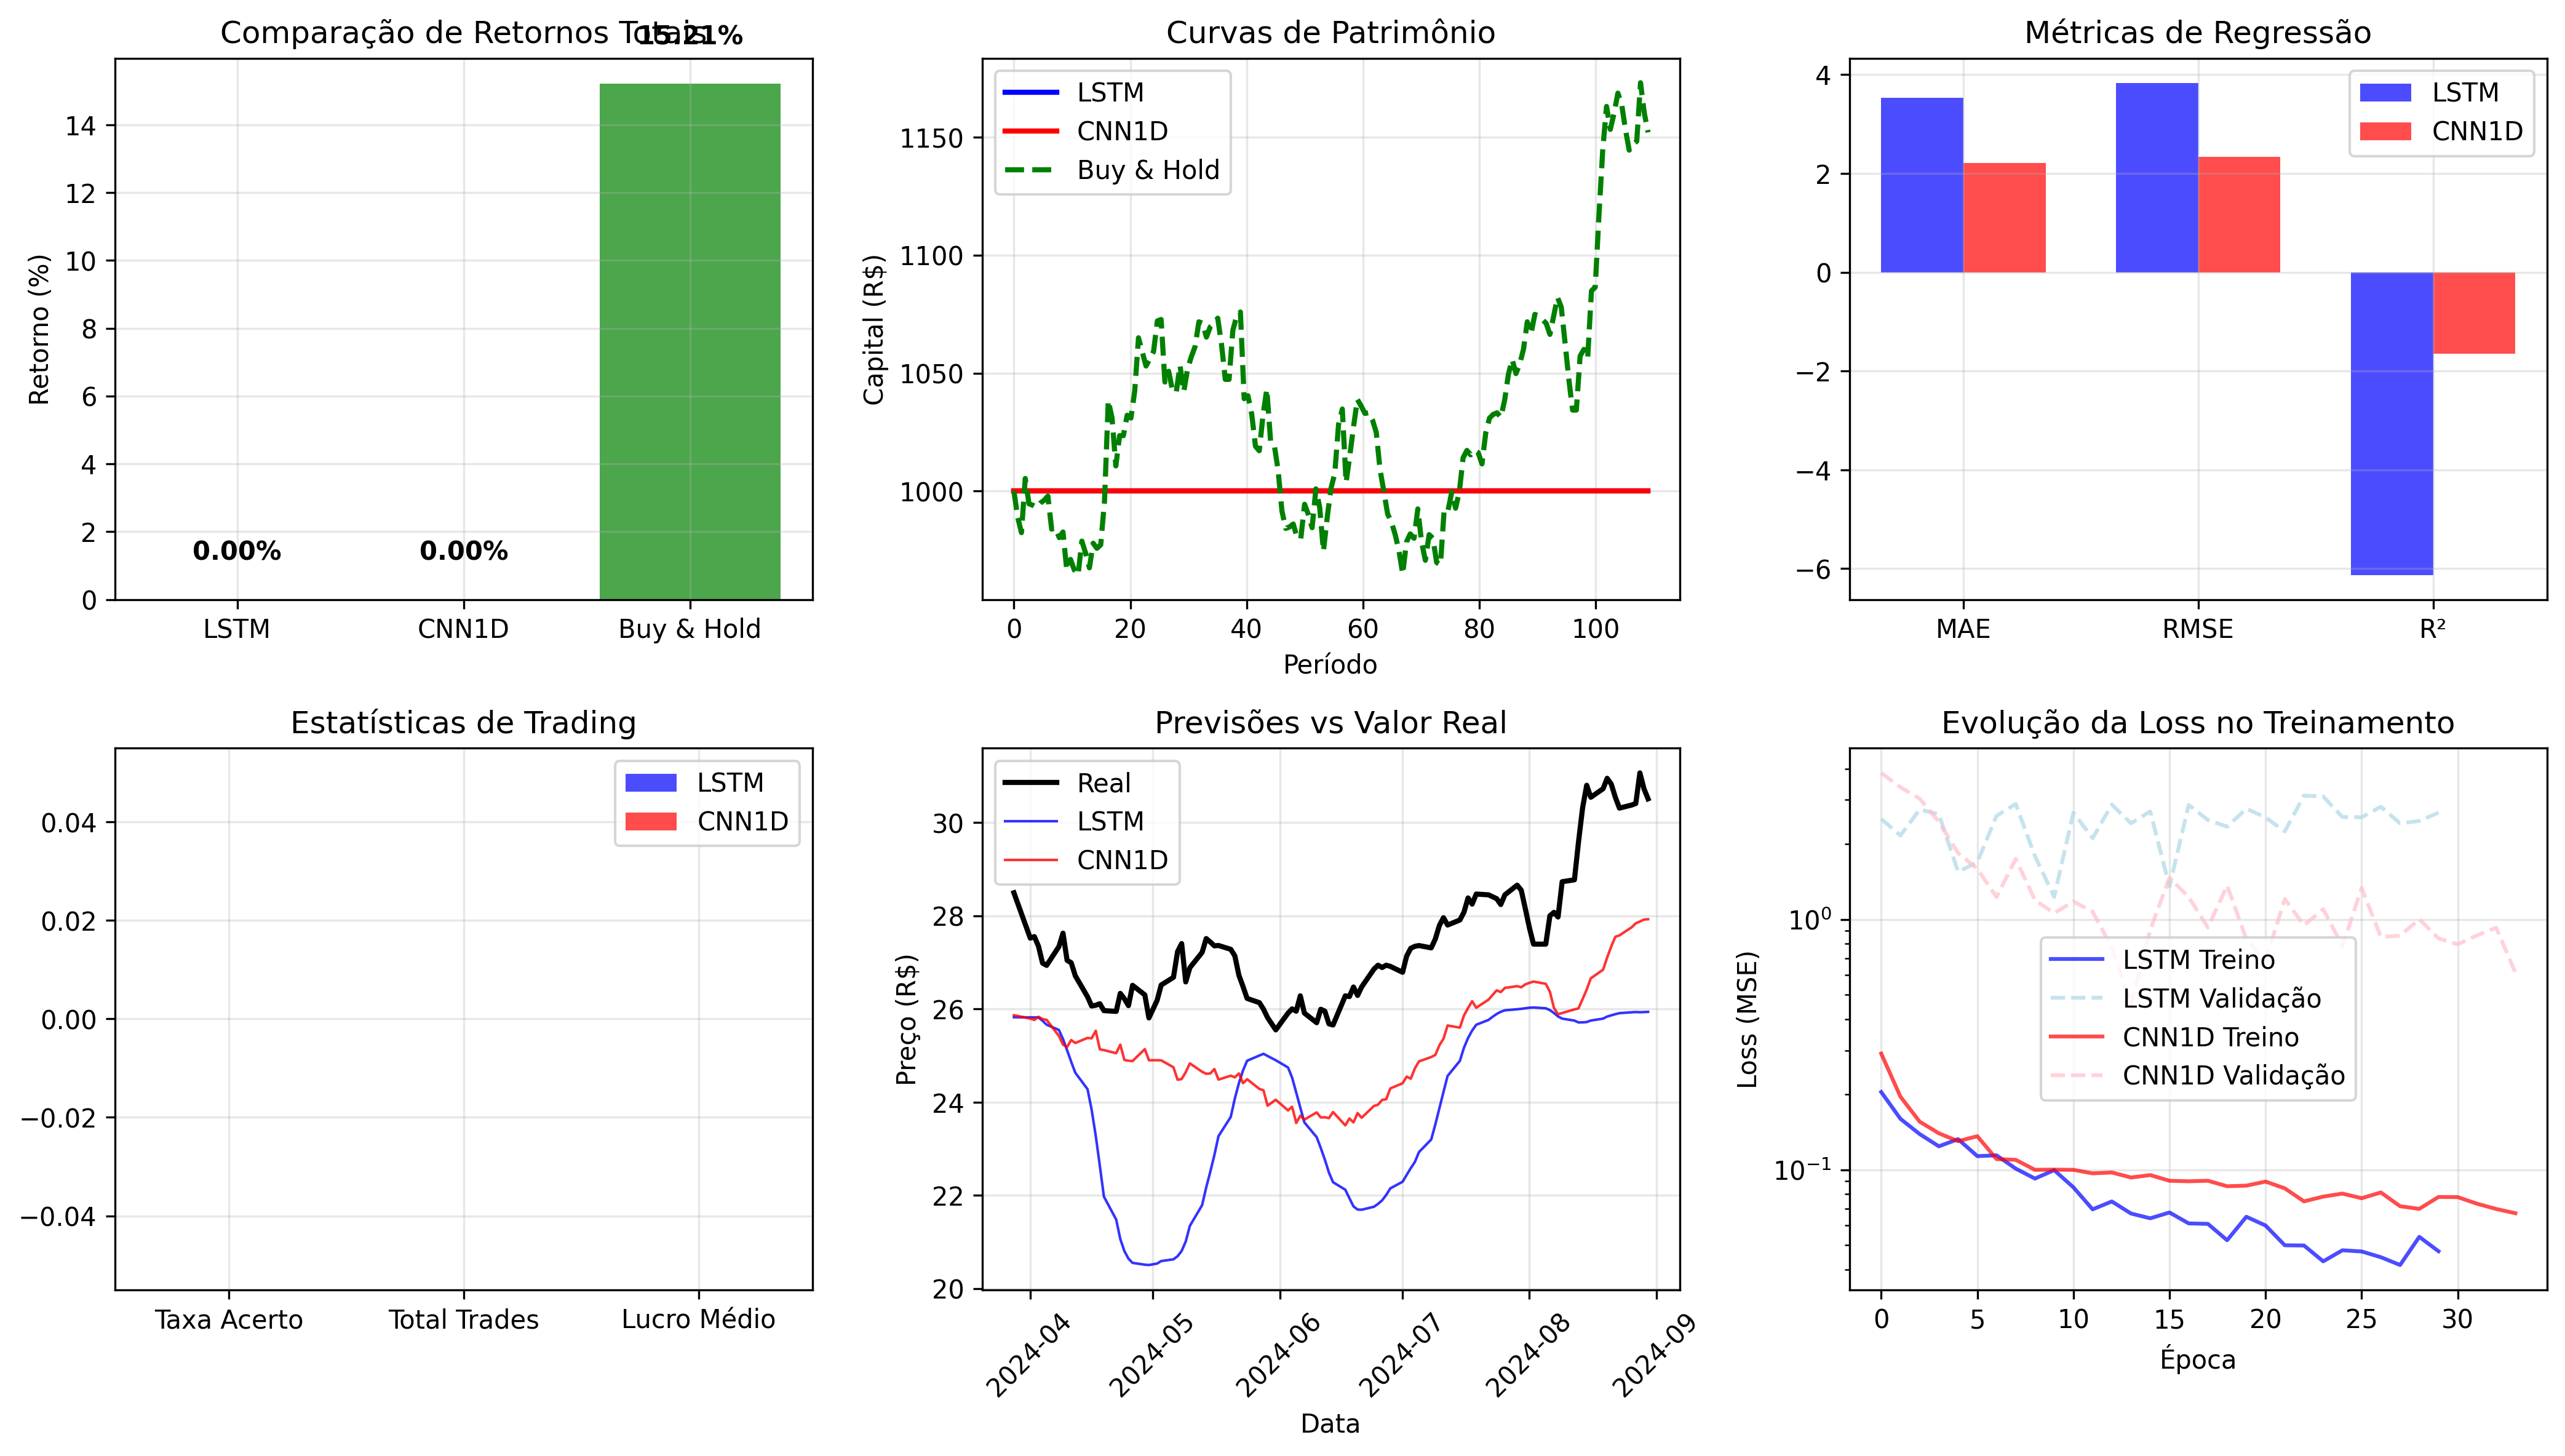 Comparação de Retornos Totais
15.21%
Retorno (%)
14
12
10
8
6
4
2
0
0.00%
0.00%
LSTM
CNN1D
Buy & Hold
Curvas de Patrimônio
LSTM
CNN1D
Buy & Hold
Capital (R$)
1150
1100
1050
1000
0
20
40
60
80
100
Período
Métricas de Regressão
LSTM
CNN1D
4
2
0
−2
−4
−6
MAE
RMSE
R²
Estatísticas de Trading
LSTM
CNN1D
0.04
0.02
0.00
−0.02
−0.04
Taxa Acerto
Total Trades
Lucro Médio
Previsões vs Valor Real
Real
LSTM
CNN1D
Preço (R$)
30
28
26
24
22
20
2024-04
2024-05
2024-06
2024-07
2024-08
2024-09
Data
Evolução da Loss no Treinamento
Loss (MSE)
10⁰
10⁻¹
LSTM Treino
LSTM Validação
CNN1D Treino
CNN1D Validação
0
5
10
15
20
25
30
Época